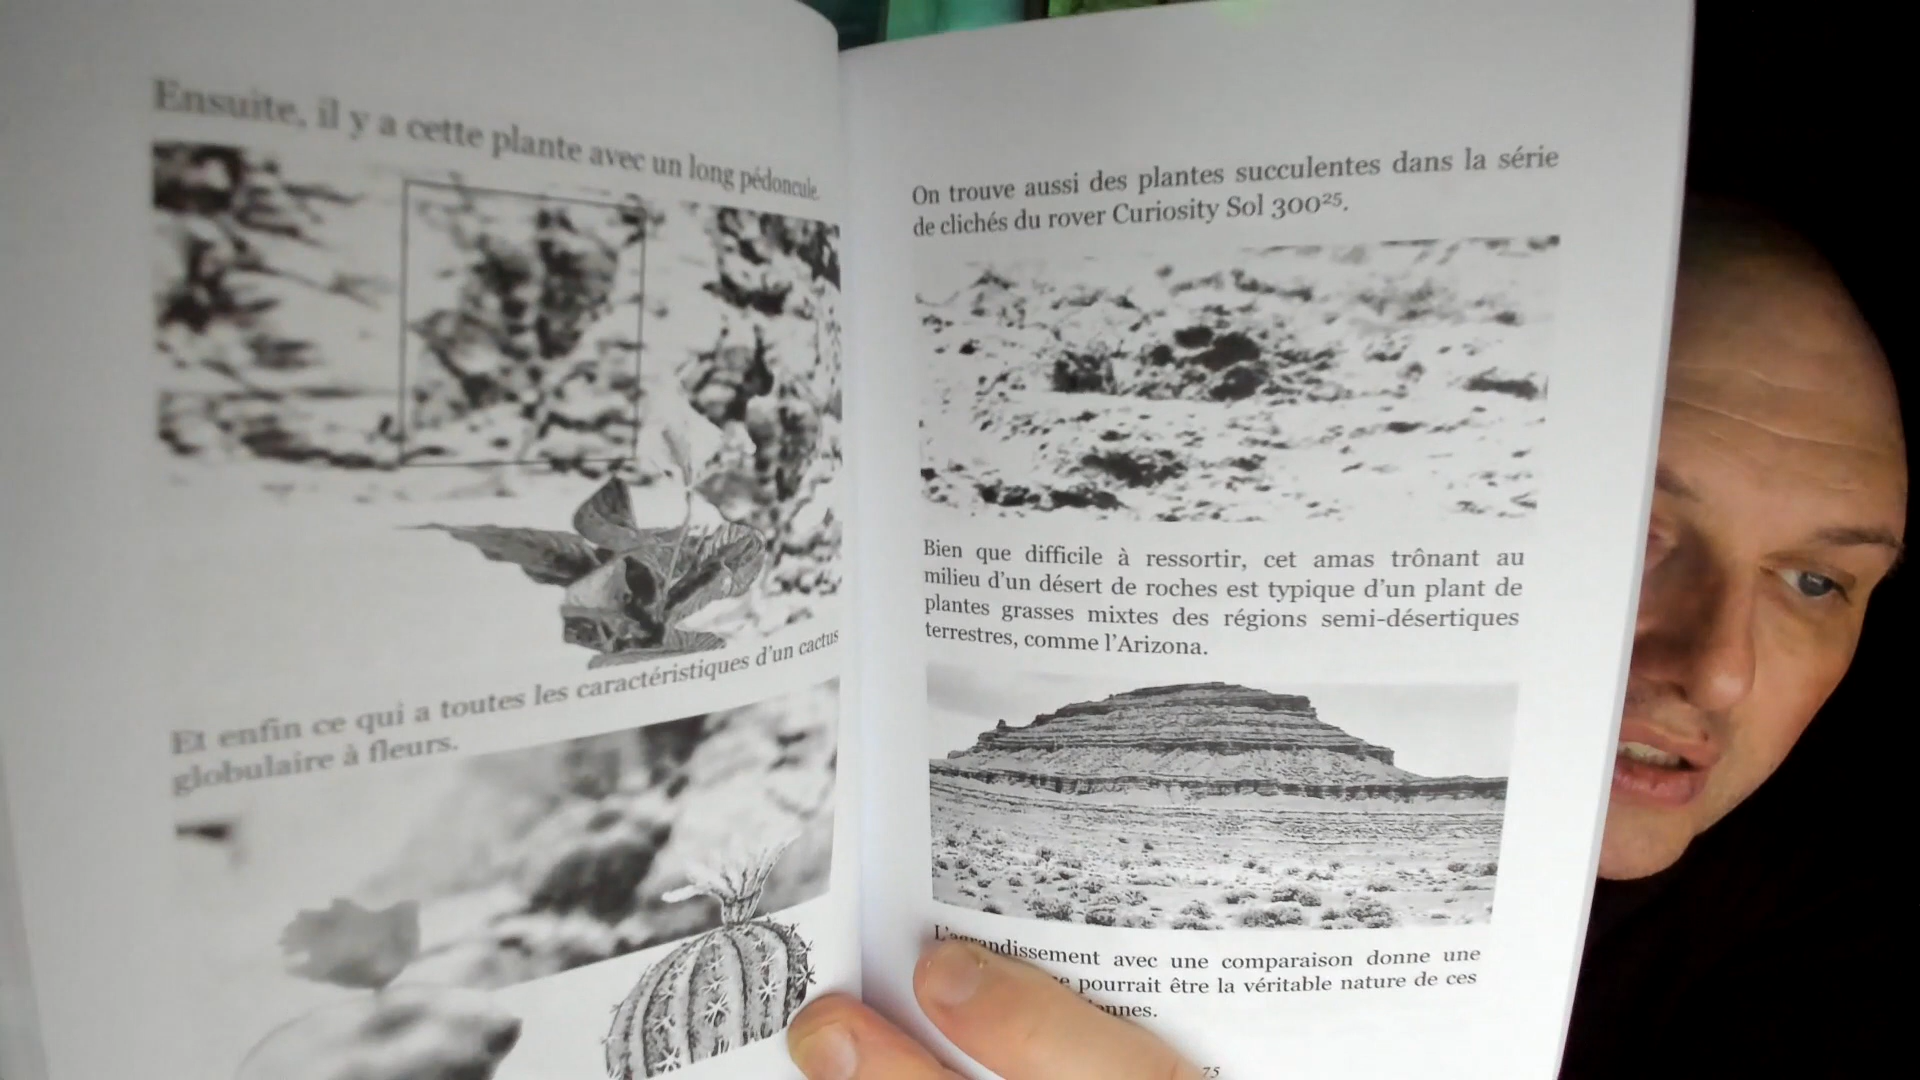 Ensuite, il y a cette plante avec un long pédoncule.
Et enfin ce qui a toutes les caractéristiques d'un cactus
globulaire à fleurs.
On trouve aussi des plantes succulentes dans la série
de clichés du rover Curiosity Sol 300²⁵.
Bien que difficile à ressortir, cet amas trônant au
milieu d'un désert de roches est typique d'un plant de
plantes grasses mixtes des régions semi-désertiques
terrestres, comme l'Arizona.
L'agrandissement avec une comparaison donne une
pourrait être la véritable nature de ces
75